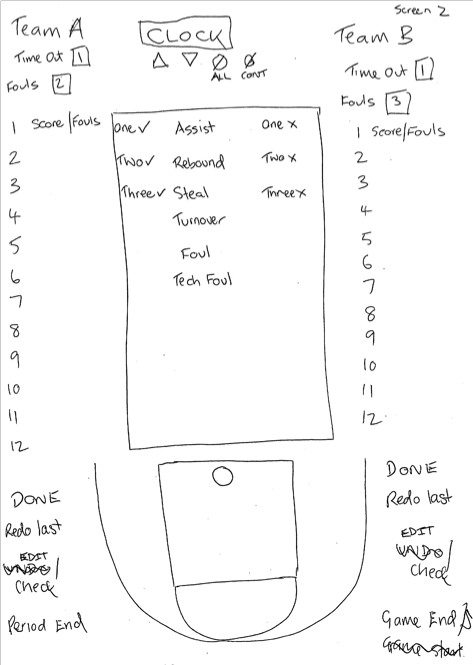 Screen 2
Team A
CLOCK
Team B
Time Out 1
ALL CONT
Time Out 1
Fouls 2
Fouls 3
1 Score/Fouls
One ✓ Assist One x
1 Score/Fouls
2
Two ✓ Rebound Two x
2
3
Three ✓ Steal Three x
3
4
Turnover
4
5
Foul
5
6
Tech Foul
6
7
7
8
8
9
9
10
10
11
11
12
12
DONE
DONE
Redo last
Redo last
EDIT
EDIT
UNDO/
UNDO/
Check
Check
Period End
Game End
Game start